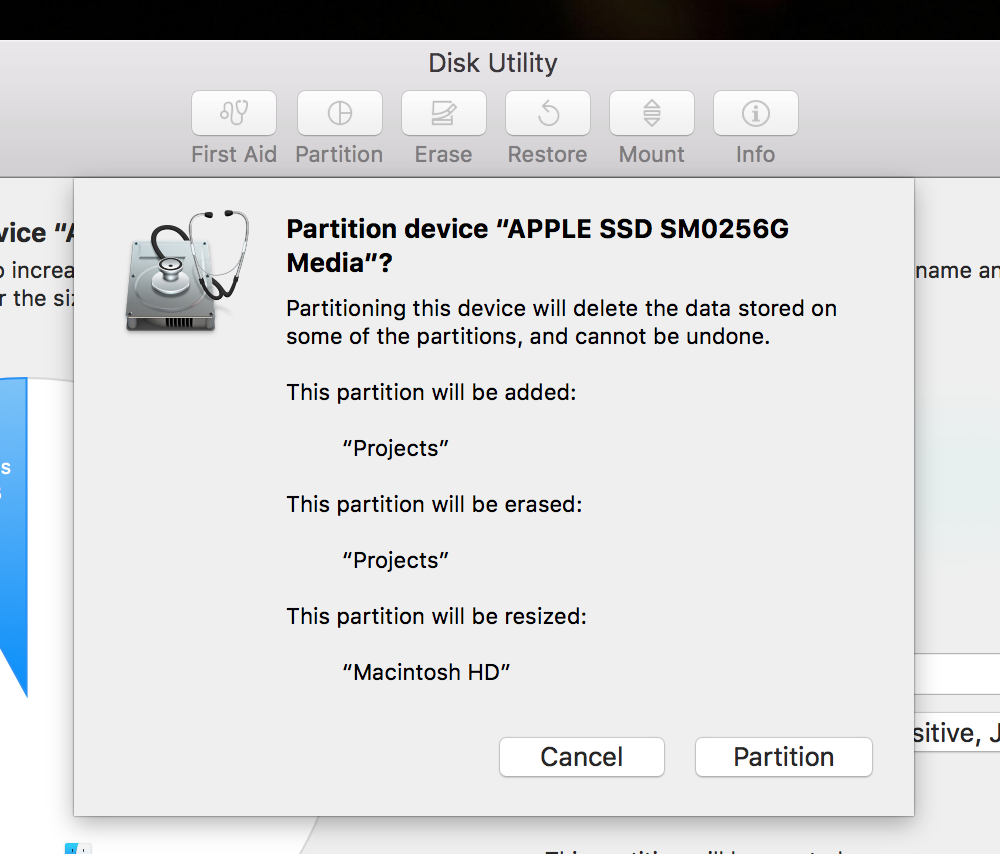 Disk Utility
First Aid
Partition
Erase
Restore
Mount
Info
Partition device “APPLE SSD SM0256G
Media”?
Partitioning this device will delete the data stored on
some of the partitions, and cannot be undone.
This partition will be added:
“Projects”
This partition will be erased:
“Projects”
This partition will be resized:
“Macintosh HD”
Cancel
Partition
vice “A
o increa
r the siz
name an
s
sitive, J